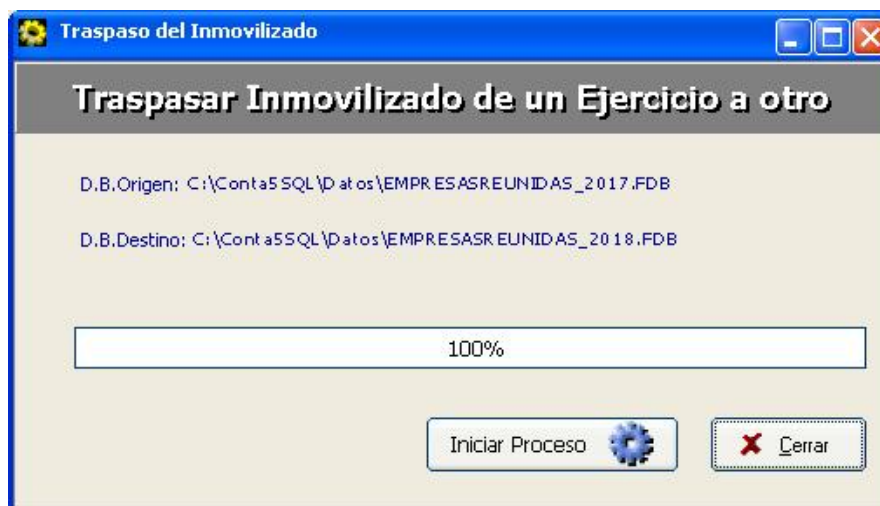 Traspaso del Inmovilizado
Traspasar Inmovilizado de un Ejercicio a otro
D.B.Origen: C:\Conta5SQL\Datos\EMPRESASREUNIDAS_2017.FDB
D.B.Destino: C:\Conta5SQL\Datos\EMPRESASREUNIDAS_2018.FDB
100%
Iniciar Proceso
Cerrar